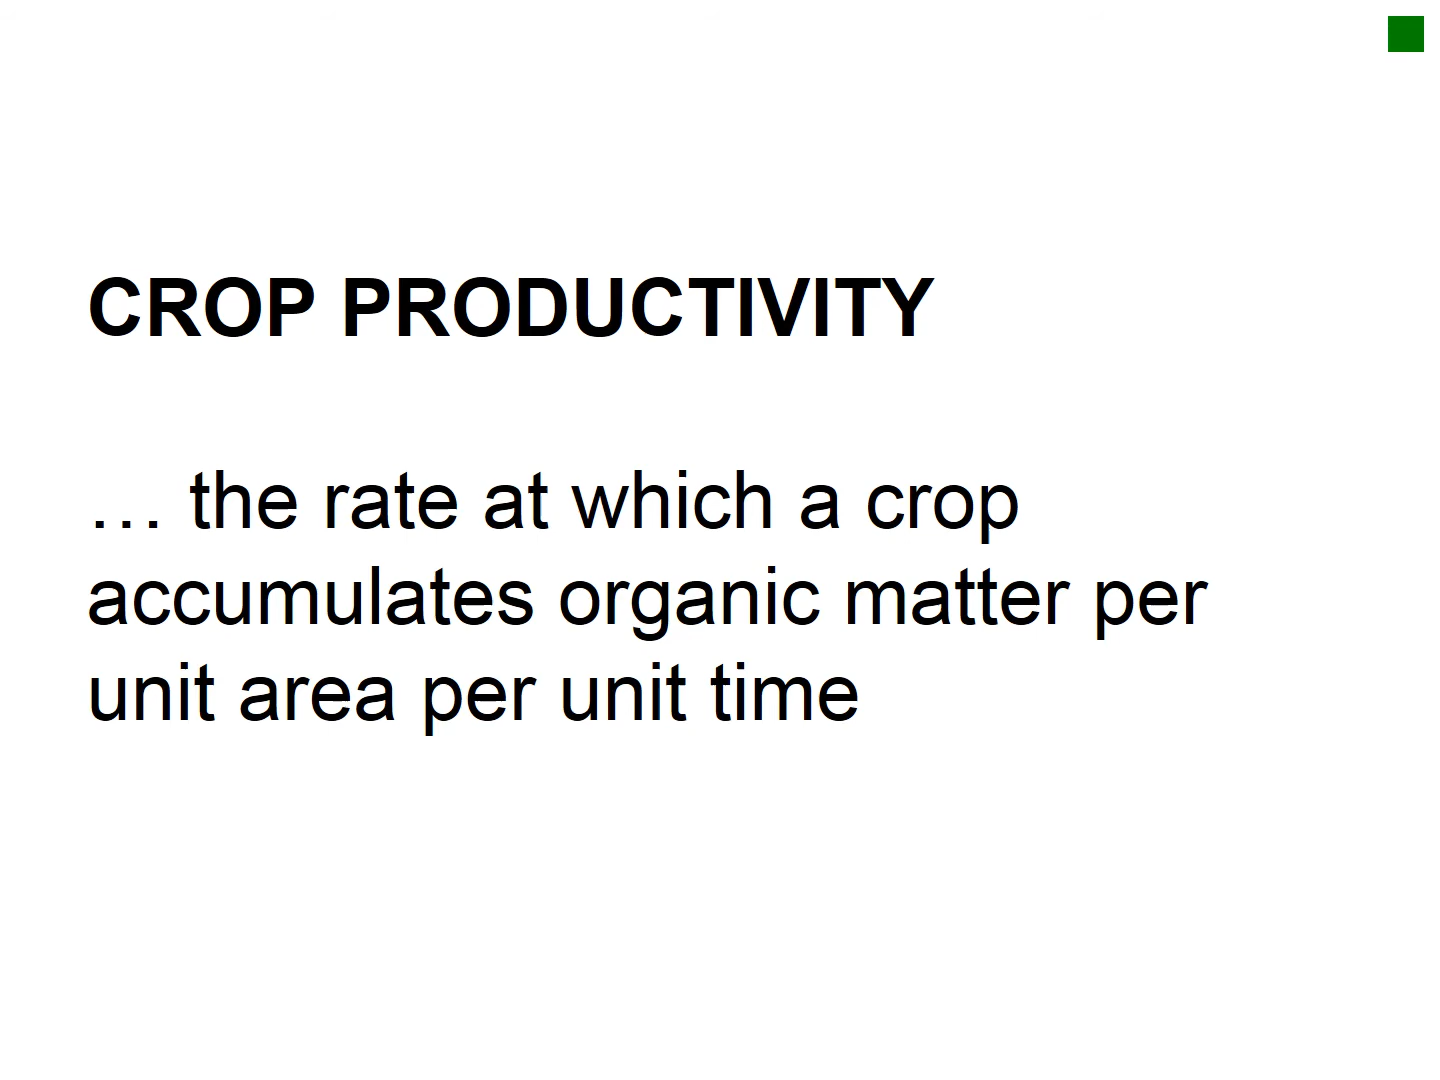 CROP PRODUCTIVITY
… the rate at which a crop
accumulates organic matter per
unit area per unit time